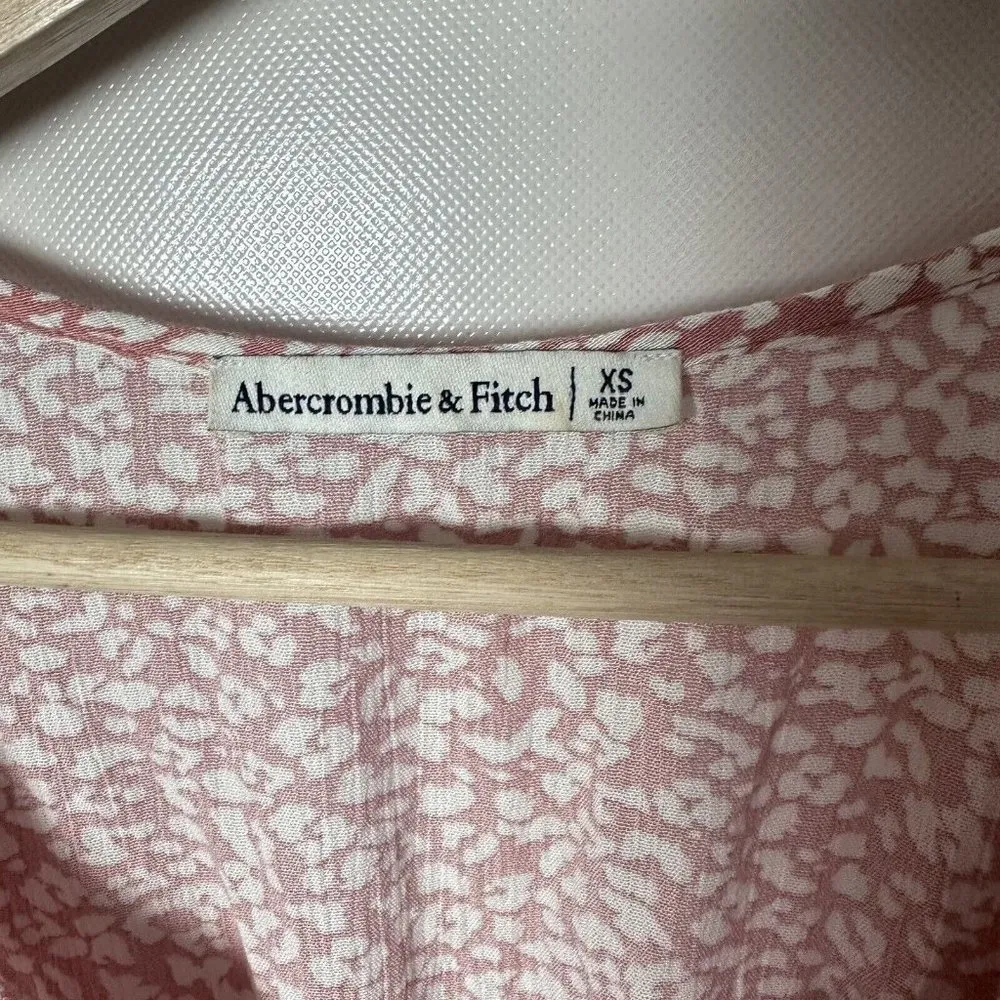 Abercrombie & Fitch | XS
MADE IN
CHINA